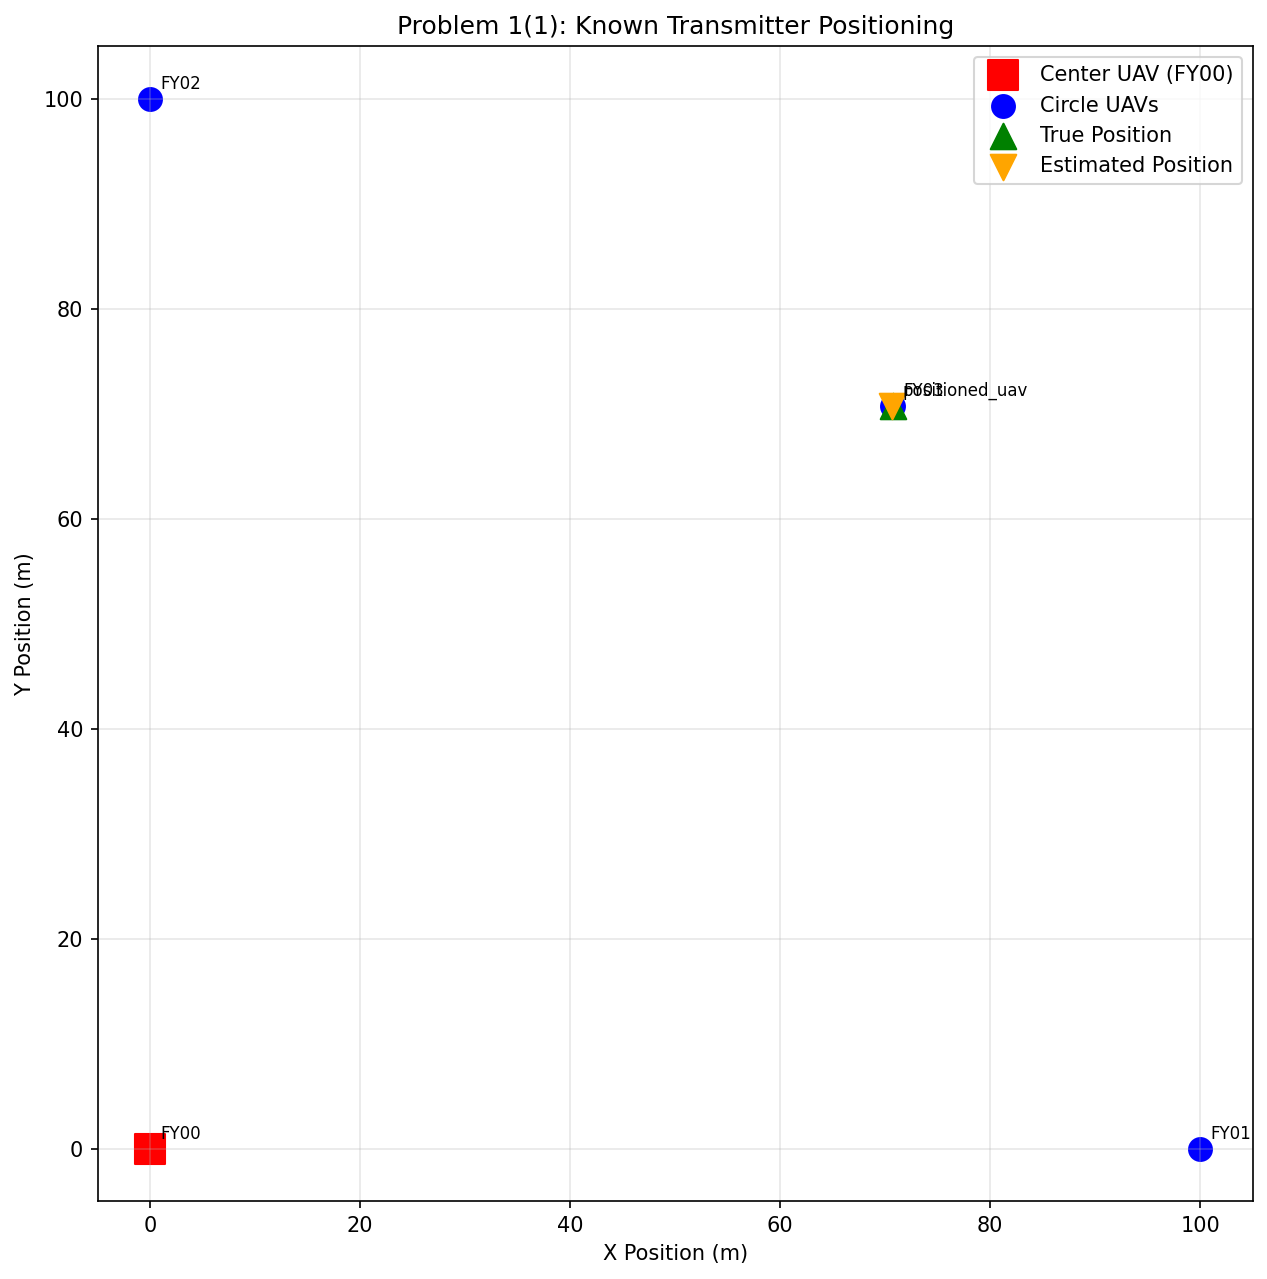 Problem 1(1): Known Transmitter Positioning
Center UAV (FY00)
Circle UAVs
True Position
Estimated Position
FY02
FY03
positioned_uav
FY00
FY01
100
80
60
40
20
0
0
20
40
60
80
100
Y Position (m)
X Position (m)